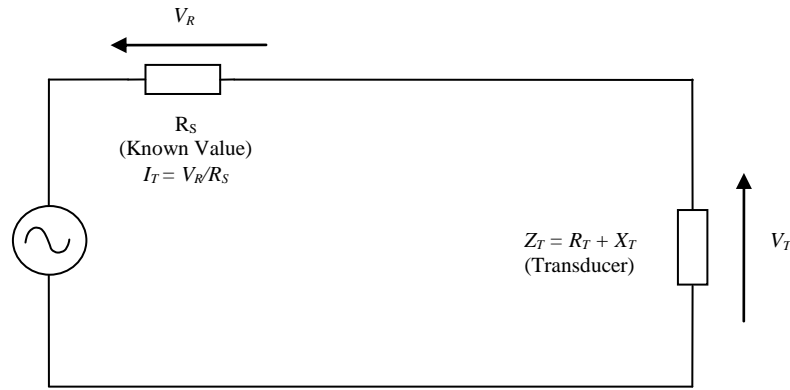 V_R
R_S
(Known Value)
I_T = V_R/R_S
Z_T = R_T + X_T
(Transducer)
V_T